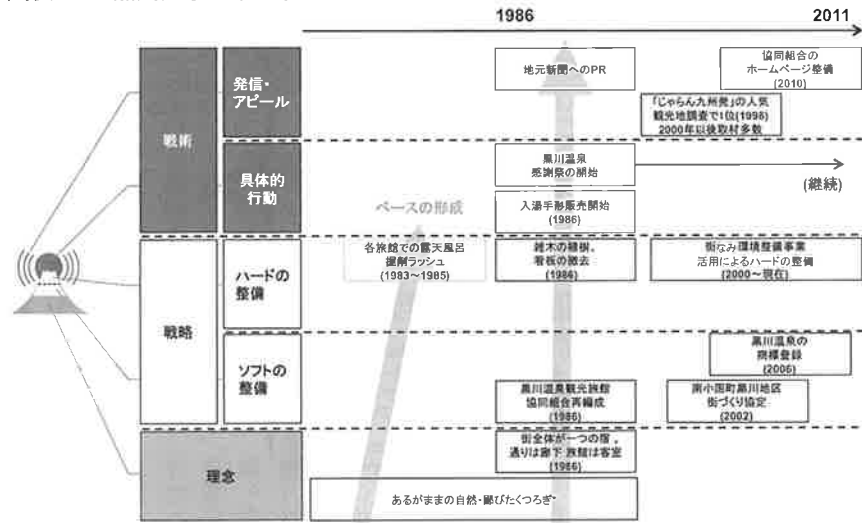 1986
2011
戦術
発信・
アピール
地元新聞へのPR
協同組合の
ホームページ整備
(2010)
「じゃらん九州発」の人気
観光地調査で1位(1998)
2000年以後取材多数
具体的
行動
黒川温泉
感謝祭の開始
(継続)
入湯手形販売開始
(1986)
ベースの形成
戦略
ハードの
整備
各旅館での露天風呂
掘削ラッシュ
(1983~1985)
雑木の植樹、
看板の撤去
(1986)
街なみ環境整備事業
活用によるハードの整備
(2000~現在)
ソフトの
整備
黒川温泉の
商標登録
(2006)
黒川温泉観光旅館
協同組合再編成
(1986)
南小国町黒川地区
街づくり協定
(2002)
理念
街全体が一つの宿、
通りは廊下 旅館は客室
(1986)
あるがままの自然・鄙びたくつろぎ